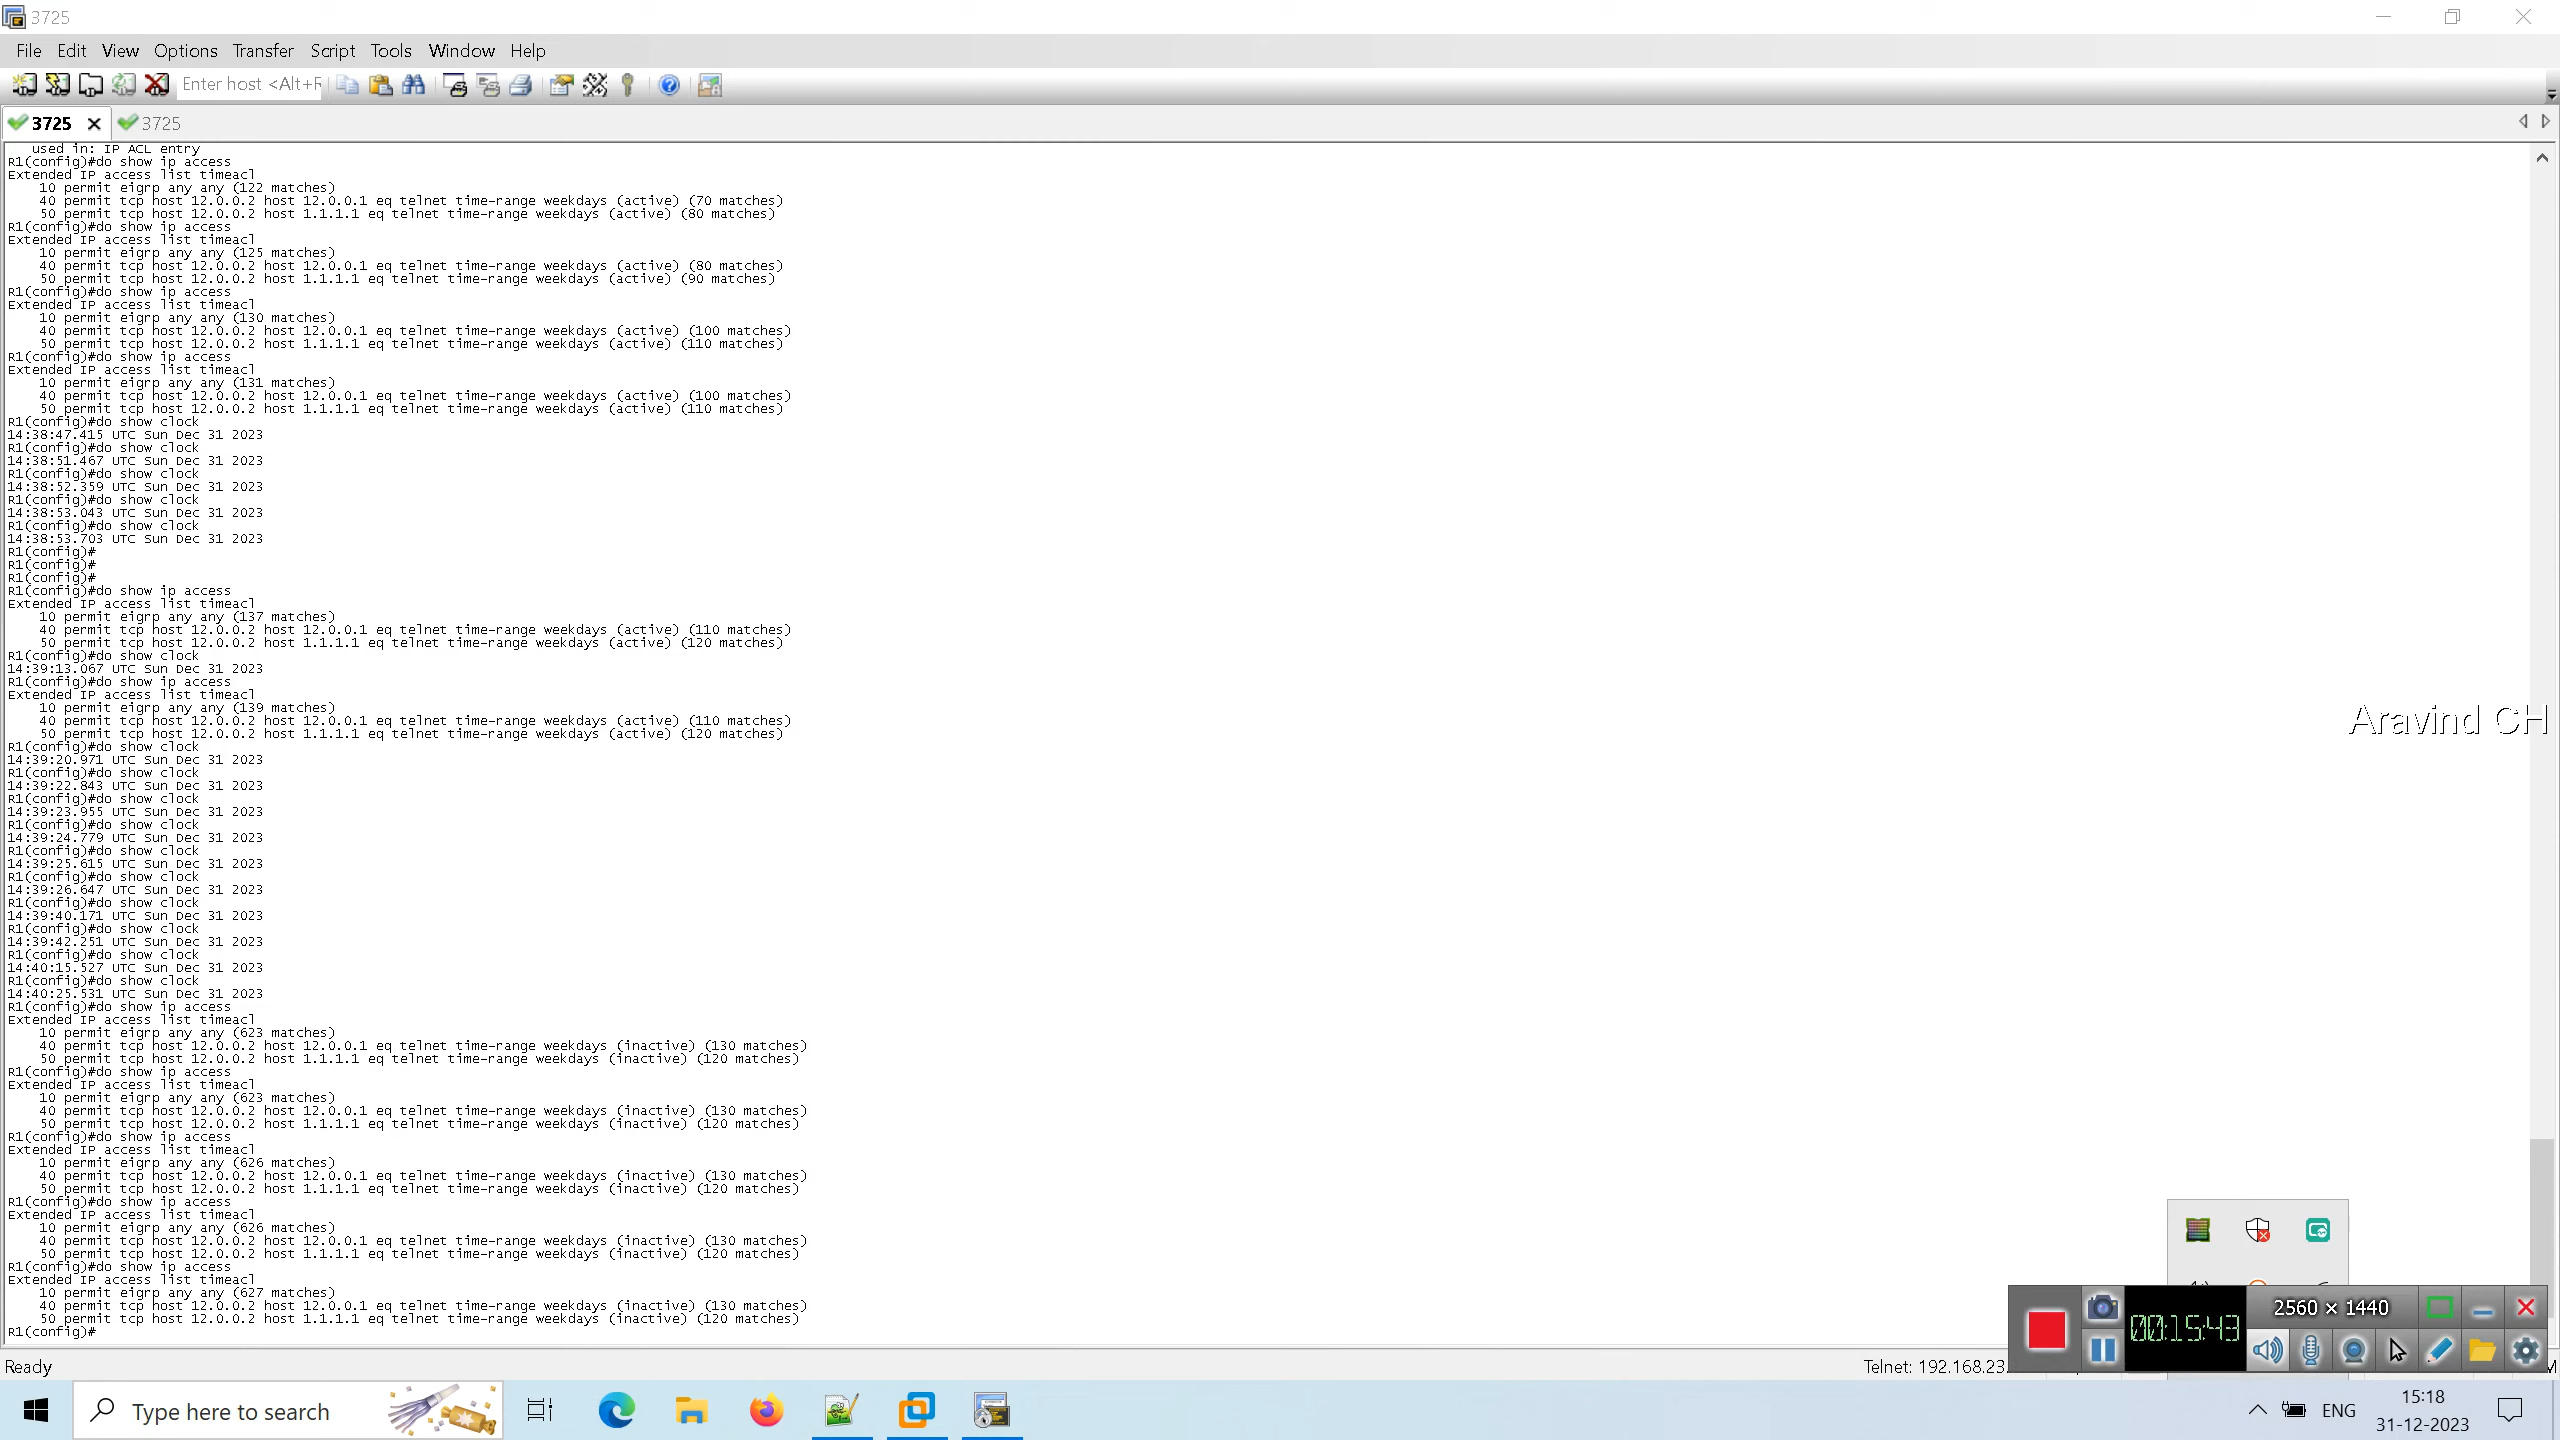 3725
File Edit View Options Transfer Script Tools Window Help
Enter host <Alt+R
3725 3725
used in: IP ACL entry
R1(config)#do show ip access
Extended IP access list timeacl
10 permit eigrp any any (122 matches)
40 permit tcp host 12.0.0.2 host 12.0.0.1 eq telnet time-range weekdays (active) (70 matches)
50 permit tcp host 12.0.0.2 host 1.1.1.1 eq telnet time-range weekdays (active) (80 matches)
R1(config)#do show ip access
Extended IP access list timeacl
10 permit eigrp any any (125 matches)
40 permit tcp host 12.0.0.2 host 12.0.0.1 eq telnet time-range weekdays (active) (80 matches)
50 permit tcp host 12.0.0.2 host 1.1.1.1 eq telnet time-range weekdays (active) (90 matches)
R1(config)#do show ip access
Extended IP access list timeacl
10 permit eigrp any any (130 matches)
40 permit tcp host 12.0.0.2 host 12.0.0.1 eq telnet time-range weekdays (active) (100 matches)
50 permit tcp host 12.0.0.2 host 1.1.1.1 eq telnet time-range weekdays (active) (110 matches)
R1(config)#do show ip access
Extended IP access list timeacl
10 permit eigrp any any (131 matches)
40 permit tcp host 12.0.0.2 host 12.0.0.1 eq telnet time-range weekdays (active) (100 matches)
50 permit tcp host 12.0.0.2 host 1.1.1.1 eq telnet time-range weekdays (active) (110 matches)
R1(config)#do show clock
14:38:47.415 UTC Sun Dec 31 2023
R1(config)#do show clock
14:38:51.467 UTC Sun Dec 31 2023
R1(config)#do show clock
14:38:52.359 UTC Sun Dec 31 2023
R1(config)#do show clock
14:38:53.043 UTC Sun Dec 31 2023
R1(config)#do show clock
14:38:53.703 UTC Sun Dec 31 2023
R1(config)#
R1(config)#
R1(config)#
R1(config)#do show ip access
Extended IP access list timeacl
10 permit eigrp any any (137 matches)
40 permit tcp host 12.0.0.2 host 12.0.0.1 eq telnet time-range weekdays (active) (110 matches)
50 permit tcp host 12.0.0.2 host 1.1.1.1 eq telnet time-range weekdays (active) (120 matches)
R1(config)#do show clock
14:39:13.067 UTC Sun Dec 31 2023
R1(config)#do show ip access
Extended IP access list timeacl
10 permit eigrp any any (139 matches)
40 permit tcp host 12.0.0.2 host 12.0.0.1 eq telnet time-range weekdays (active) (110 matches)
50 permit tcp host 12.0.0.2 host 1.1.1.1 eq telnet time-range weekdays (active) (120 matches)
R1(config)#do show clock
14:39:20.971 UTC Sun Dec 31 2023
R1(config)#do show clock
14:39:22.843 UTC Sun Dec 31 2023
R1(config)#do show clock
14:39:23.955 UTC Sun Dec 31 2023
R1(config)#do show clock
14:39:24.779 UTC Sun Dec 31 2023
R1(config)#do show clock
14:39:25.615 UTC Sun Dec 31 2023
R1(config)#do show clock
14:39:26.647 UTC Sun Dec 31 2023
R1(config)#do show clock
14:39:40.171 UTC Sun Dec 31 2023
R1(config)#do show clock
14:39:42.251 UTC Sun Dec 31 2023
R1(config)#do show clock
14:40:15.527 UTC Sun Dec 31 2023
R1(config)#do show clock
14:40:25.531 UTC Sun Dec 31 2023
R1(config)#do show ip access
Extended IP access list timeacl
10 permit eigrp any any (623 matches)
40 permit tcp host 12.0.0.2 host 12.0.0.1 eq telnet time-range weekdays (inactive) (130 matches)
50 permit tcp host 12.0.0.2 host 1.1.1.1 eq telnet time-range weekdays (inactive) (120 matches)
R1(config)#do show ip access
Extended IP access list timeacl
10 permit eigrp any any (623 matches)
40 permit tcp host 12.0.0.2 host 12.0.0.1 eq telnet time-range weekdays (inactive) (130 matches)
50 permit tcp host 12.0.0.2 host 1.1.1.1 eq telnet time-range weekdays (inactive) (120 matches)
R1(config)#do show ip access
Extended IP access list timeacl
10 permit eigrp any any (626 matches)
40 permit tcp host 12.0.0.2 host 12.0.0.1 eq telnet time-range weekdays (inactive) (130 matches)
50 permit tcp host 12.0.0.2 host 1.1.1.1 eq telnet time-range weekdays (inactive) (120 matches)
R1(config)#do show ip access
Extended IP access list timeacl
10 permit eigrp any any (626 matches)
40 permit tcp host 12.0.0.2 host 12.0.0.1 eq telnet time-range weekdays (inactive) (130 matches)
50 permit tcp host 12.0.0.2 host 1.1.1.1 eq telnet time-range weekdays (inactive) (120 matches)
R1(config)#do show ip access
Extended IP access list timeacl
10 permit eigrp any any (627 matches)
40 permit tcp host 12.0.0.2 host 12.0.0.1 eq telnet time-range weekdays (inactive) (130 matches)
50 permit tcp host 12.0.0.2 host 1.1.1.1 eq telnet time-range weekdays (inactive) (120 matches)
R1(config)#
Aravind CH
2560 × 1440
00:15:43
Ready
Telnet: 192.168.23.
Type here to search
ENG
15:18
31-12-2023